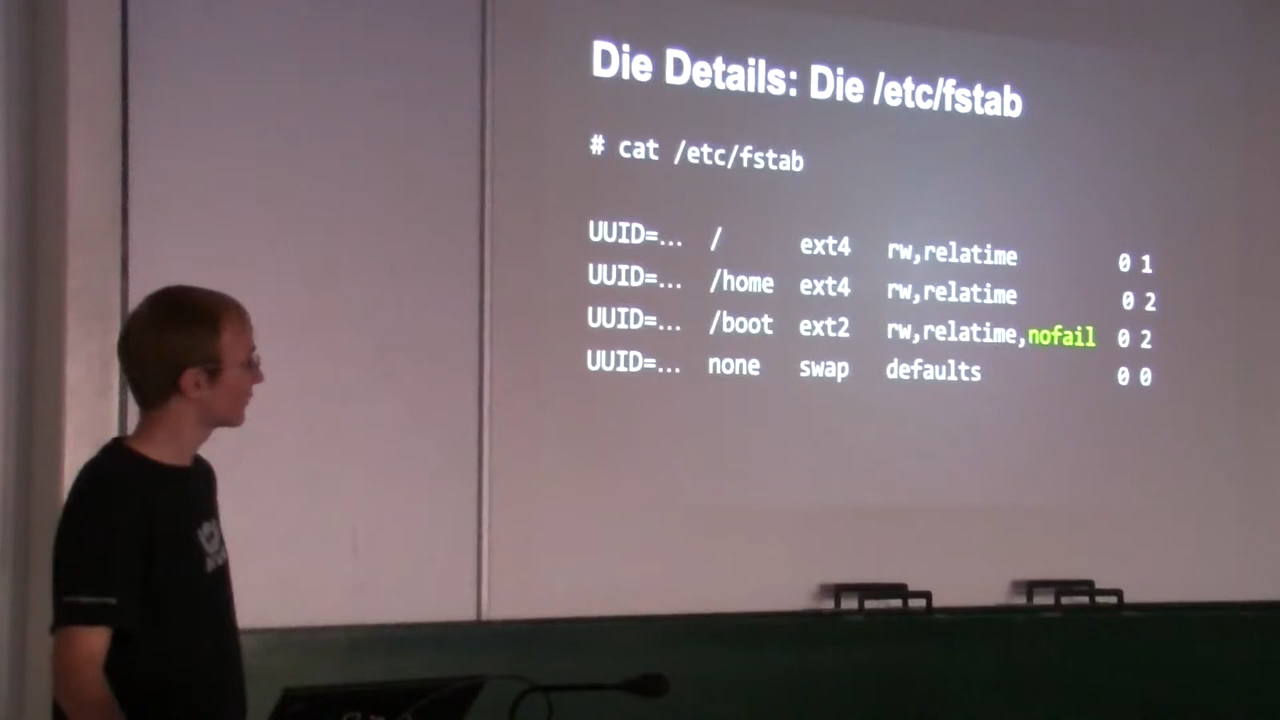 Die Details: Die /etc/fstab
# cat /etc/fstab
UUID=... / ext4 rw,relatime 0 1
UUID=... /home ext4 rw,relatime 0 2
UUID=... /boot ext2 rw,relatime,nofail 0 2
UUID=... none swap defaults 0 0